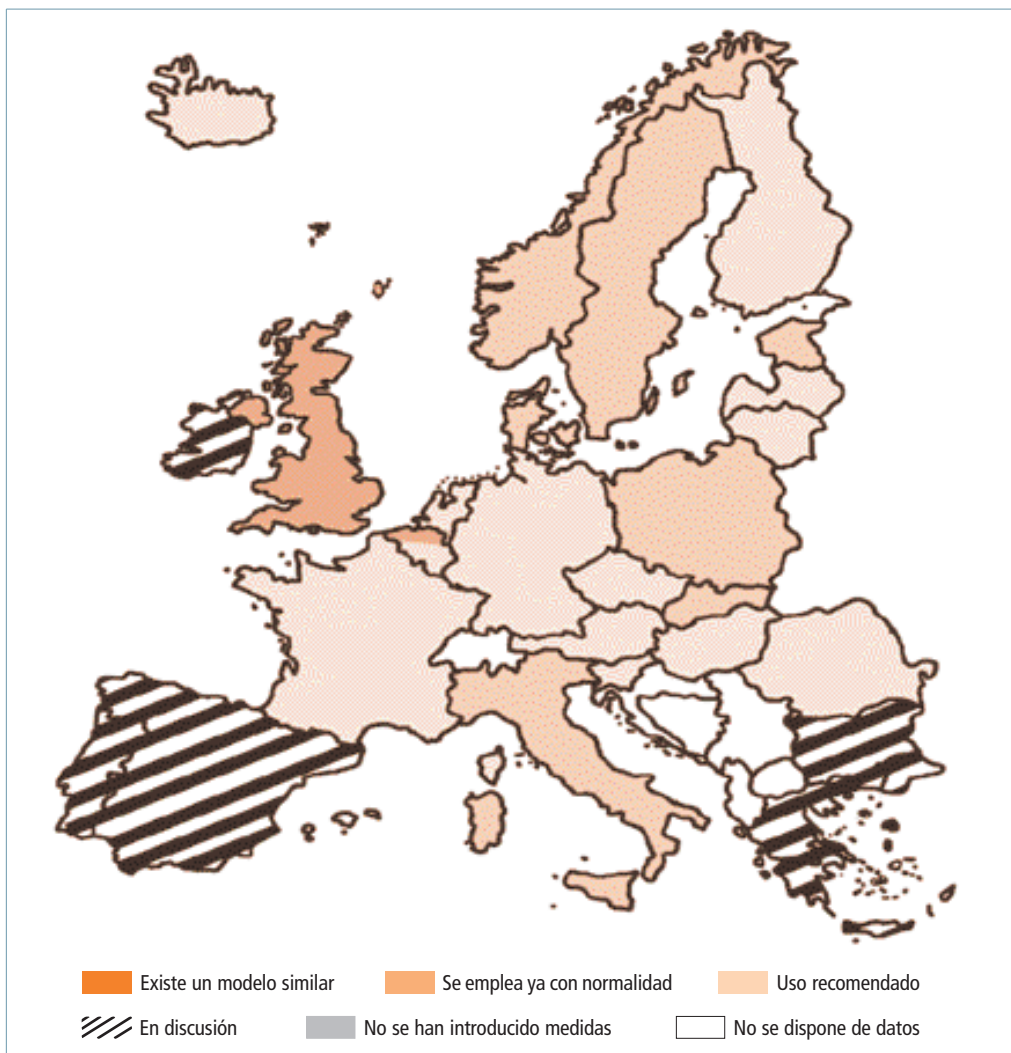 Existe un modelo similar
Se emplea ya con normalidad
Uso recomendado
En discusión
No se han introducido medidas
No se dispone de datos